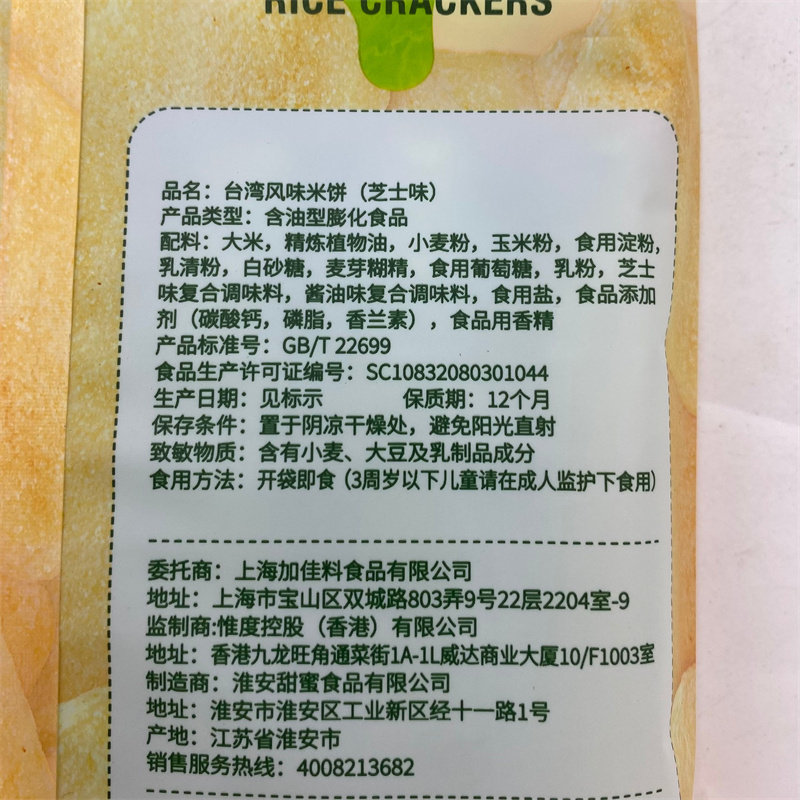 RICE CRACKERS
品名：台湾风味米饼（芝士味）
产品类型：含油型膨化食品
配料：大米，精炼植物油，小麦粉，玉米粉，食用淀粉，
乳清粉，白砂糖，麦芽糊精，食用葡萄糖，乳粉，芝士
味复合调味料，酱油味复合调味料，食用盐，食品添加
剂（碳酸钙，磷脂，香兰素），食品用香精
产品标准号：GB/T 22699
食品生产许可证编号：SC10832080301044
生产日期：见标示 保质期：12个月
保存条件：置于阴凉干燥处，避免阳光直射
致敏物质：含有小麦、大豆及乳制品成分
食用方法：开袋即食（3周岁以下儿童请在成人监护下食用）
委托商：上海加佳料食品有限公司
地址：上海市宝山区双城路803弄9号22层2204室-9
监制商:惟度控股（香港）有限公司
地址：香港九龙旺角通菜街1A-1L威达商业大厦10/F1003室
制造商：淮安甜蜜食品有限公司
地址：淮安市淮安区工业新区经十一路1号
产地：江苏省淮安市
销售服务热线：4008213682